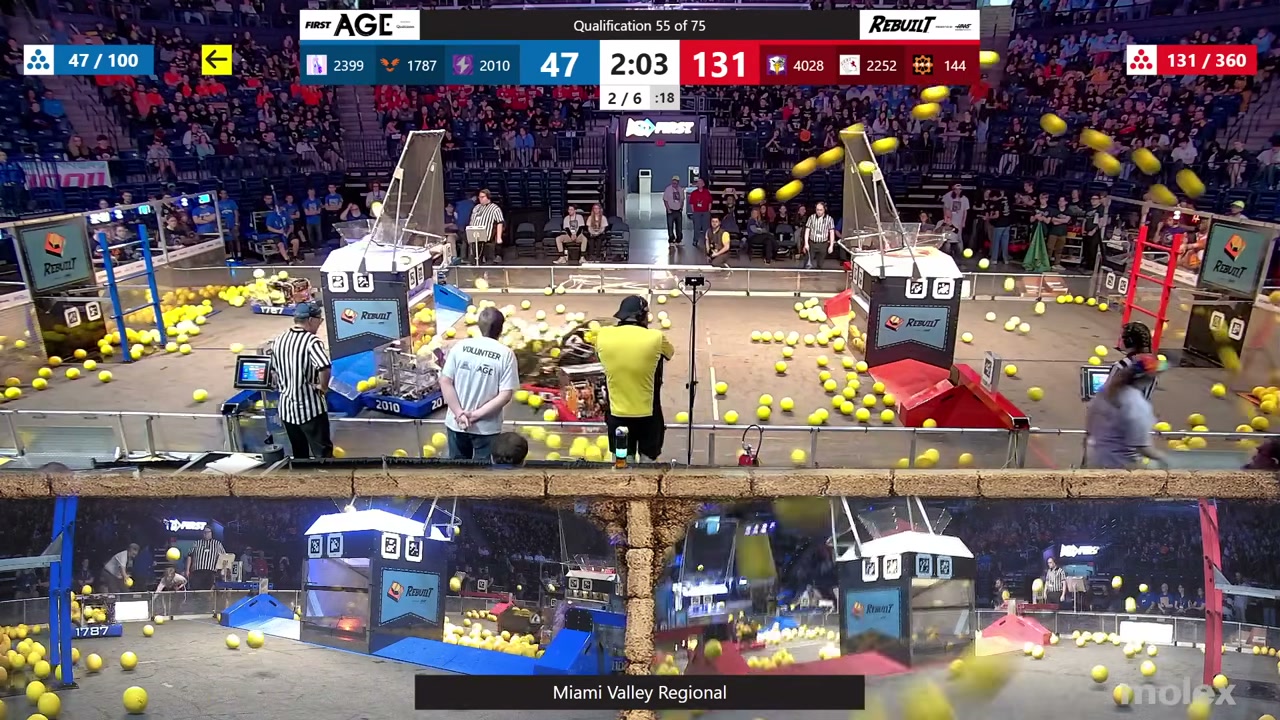 FIRST AGE
Qualification 55 of 75
REBUILT
47 / 100
2399 1787 2010 47 2:03 131 4028 2252 144
131 / 360
2 / 6 :18
FIRST
REBUILT
REBUILT
1787
REBUILT
REBUILT
VOLUNTEER
AGE
2010
FIRST
REBUILT
REBUILT
1787
Miami Valley Regional
molex